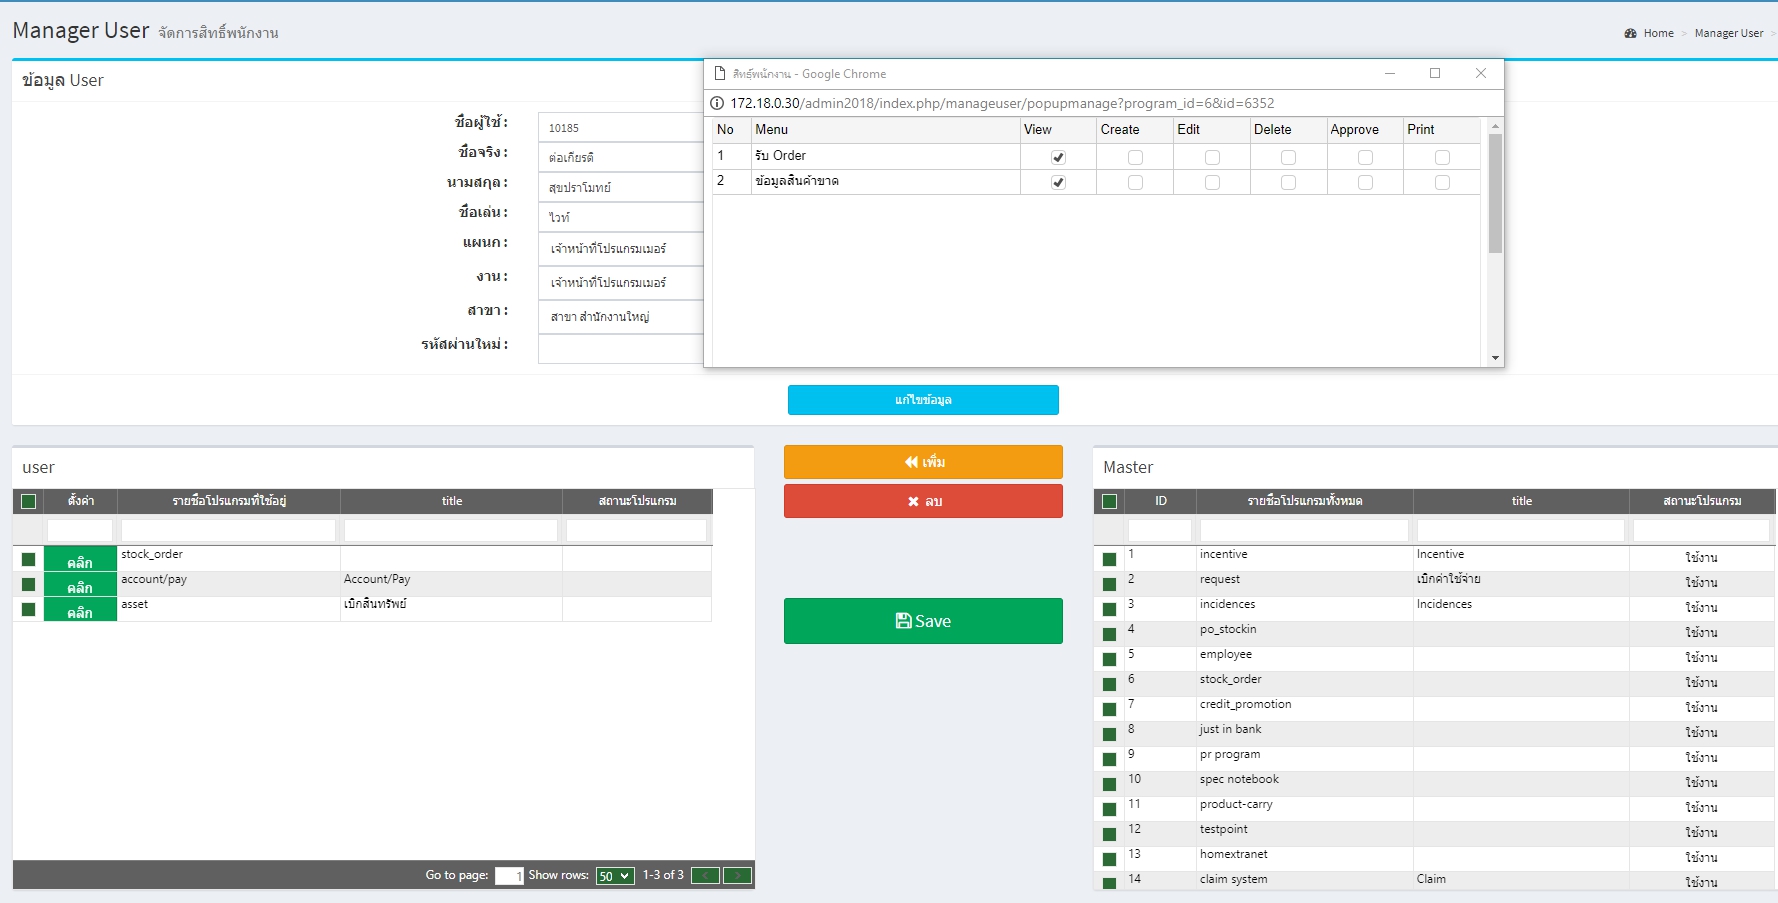 Manager User จัดการสิทธิ์พนักงาน
Home > Manager User >
ข้อมูล User
ชื่อผู้ใช้ : 10185
ชื่อจริง : ต่อเกียรติ
นามสกุล : สุขปราโมทย์
ชื่อเล่น : ไวท์
แผนก : เจ้าหน้าที่โปรแกรมเมอร์
งาน : เจ้าหน้าที่โปรแกรมเมอร์
สาขา : สาขา สำนักงานใหญ่
รหัสผ่านใหม่ :
สิทธิ์พนักงาน - Google Chrome
172.18.0.30/admin2018/index.php/manageuser/popupmanage?program_id=6&id=6352
No Menu View Create Edit Delete Approve Print
1 รับ Order
2 ข้อมูลสินค้าขาด
แก้ไขข้อมูล
user
ตั้งค่า รายชื่อโปรแกรมที่ใช้อยู่ title สถานะโปรแกรม
คลิก stock_order
คลิก account/pay Account/Pay
คลิก asset เบิกสินทรัพย์
Go to page: 1 Show rows: 50 1-3 of 3
เพิ่ม
ลบ
Save
Master
ID รายชื่อโปรแกรมทั้งหมด title สถานะโปรแกรม
1 incentive Incentive ใช้งาน
2 request เบิกค่าใช้จ่าย ใช้งาน
3 incidences Incidences ใช้งาน
4 po_stockin ใช้งาน
5 employee ใช้งาน
6 stock_order ใช้งาน
7 credit_promotion ใช้งาน
8 just in bank ใช้งาน
9 pr program ใช้งาน
10 spec notebook ใช้งาน
11 product-carry ใช้งาน
12 testpoint ใช้งาน
13 homextranet ใช้งาน
14 claim system Claim ใช้งาน